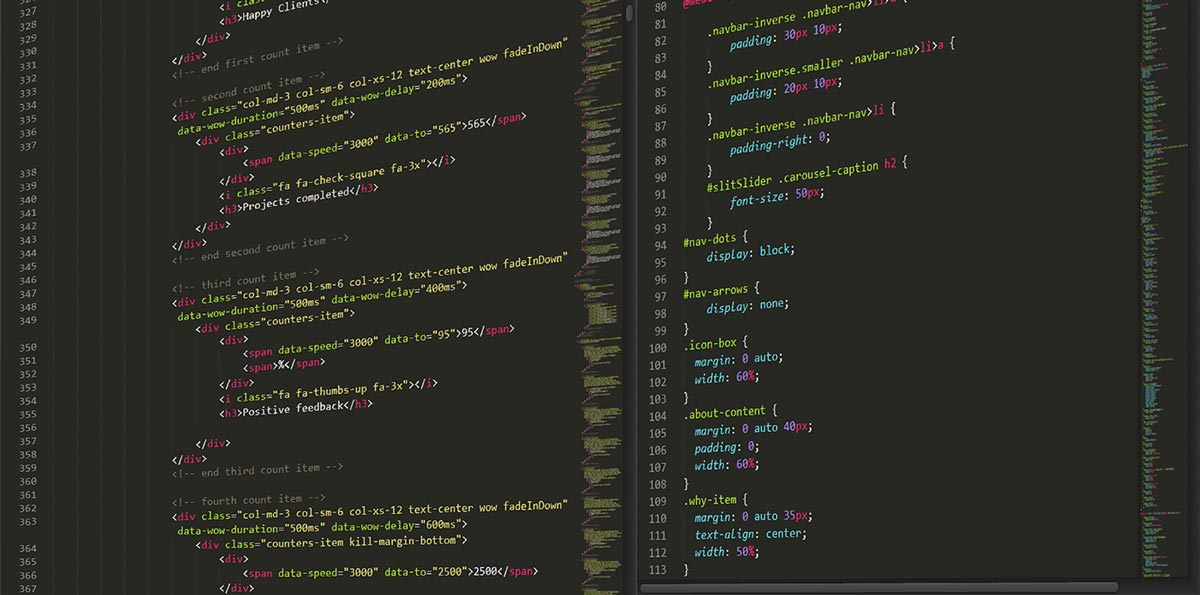 327
328
329
330 <i clas
331 <h3>Happy Clients</
332 </div>
333 </div>
334 <!-- end first count item -->
335
336 <!-- second count item -->
337 <div class="col-md-3 col-sm-6 col-xs-12 text-center wow fadeInDown"
data-wow-duration="500ms" data-wow-delay="200ms">
338 <div class="counters-item">
339 <div>
340 <span data-speed="3000" data-to="565">565</span>
341 </div>
342 <i class="fa fa-check-square fa-3x"></i>
343 <h3>Projects completed</h3>
344 </div>
345 </div>
346 <!-- end second count item -->
347
348 <!-- third count item -->
349 <div class="col-md-3 col-sm-6 col-xs-12 text-center wow fadeInDown"
data-wow-duration="500ms" data-wow-delay="400ms">
350 <div class="counters-item">
351 <div>
352 <span data-speed="3000" data-to="95">95</span>
353 <span>%</span>
354 </div>
355 <i class="fa fa-thumbs-up fa-3x"></i>
356 <h3>Positive feedback</h3>
357
358 </div>
359 </div>
360 <!-- end third count item -->
361
362 <!-- fourth count item -->
363 <div class="col-md-3 col-sm-6 col-xs-12 text-center wow fadeInDown"
data-wow-duration="500ms" data-wow-delay="600ms">
364 <div class="counters-item kill-margin-bottom">
365 <div>
366 <span data-speed="3000" data-to="2500">2500</span>
367 </div>
80
81
82 .navbar-inverse .navbar-nav>li>a {
83 padding: 30px 10px;
84 }
85 .navbar-inverse.smaller .navbar-nav>li>a {
86 padding: 20px 10px;
87 }
88 .navbar-inverse .navbar-nav>li {
89 padding-right: 0;
90 }
91 #slitSlider .carousel-caption h2 {
92 font-size: 50px;
93 }
94 #nav-dots {
95 display: block;
96 }
97 #nav-arrows {
98 display: none;
99 }
100 .icon-box {
101 margin: 0 auto;
102 width: 60%;
103 }
104 .about-content {
105 margin: 0 auto 40px;
106 padding: 0;
107 width: 60%;
108 }
109 .why-item {
110 margin: 0 auto 35px;
111 text-align: center;
112 width: 50%;
113 }